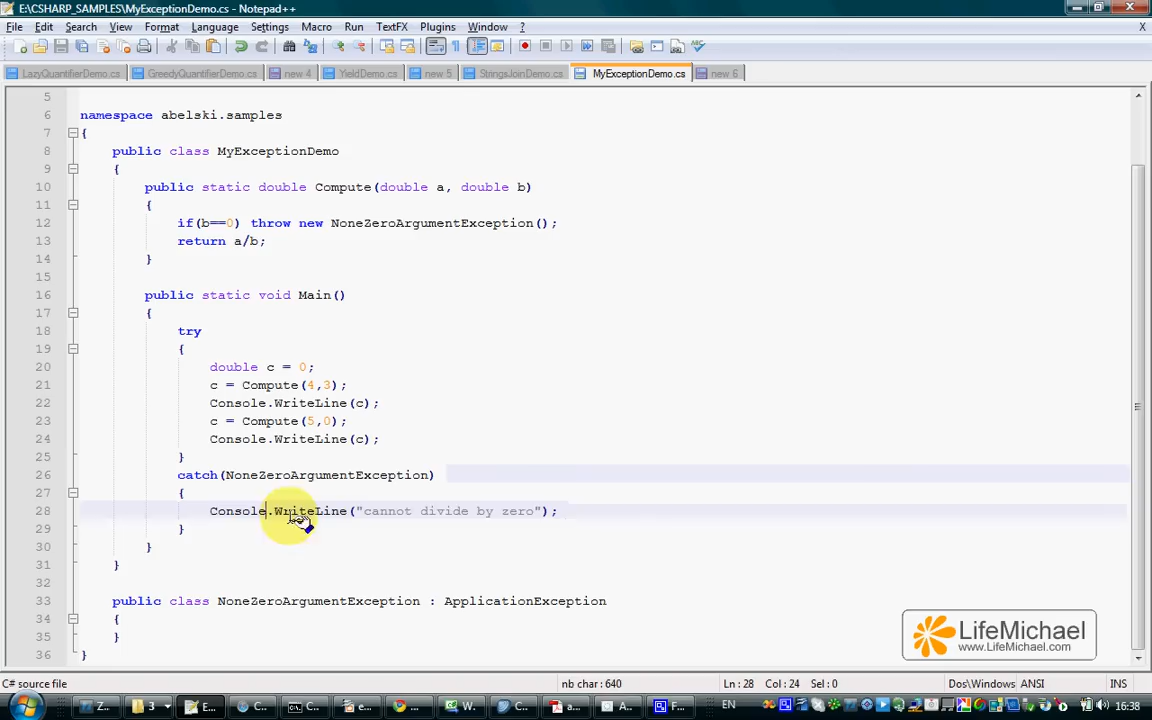 E:\CSHARP_SAMPLES\MyExceptionDemo.cs - Notepad++
File Edit Search View Format Language Settings Macro Run TextFX Plugins Window ? X
LazyQuantifierDemo.cs GreedyQuantifierDemo.cs new 4 YieldDemo.cs new 5 StringsJoinDemo.cs MyExceptionDemo.cs new 6
5
6 namespace abelski.samples
7 {
8 public class MyExceptionDemo
9 {
10 public static double Compute(double a, double b)
11 {
12 if(b==0) throw new NoneZeroArgumentException();
13 return a/b;
14 }
15
16 public static void Main()
17 {
18 try
19 {
20 double c = 0;
21 c = Compute(4,3);
22 Console.WriteLine(c);
23 c = Compute(5,0);
24 Console.WriteLine(c);
25 }
26 catch(NoneZeroArgumentException)
27 {
28 Console.WriteLine("cannot divide by zero");
29 }
30 }
31 }
32
33 public class NoneZeroArgumentException : ApplicationException
34 {
35 }
36 }
LifeMichael
www.lifemichael.com
C# source file nb char: 640 Ln: 28 Col: 24 Sel: 0 Dos\Windows ANSI INS
Z... 3 E... C... C... e... ... W... C... a... A... F... EN 16:38